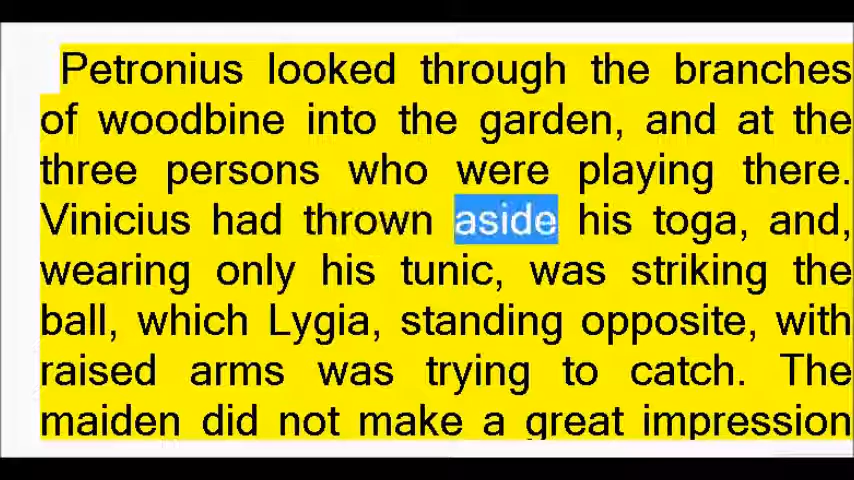 Petronius looked through the branches
of woodbine into the garden, and at the
three persons who were playing there.
Vinicius had thrown aside his toga, and,
wearing only his tunic, was striking the
ball, which Lygia, standing opposite, with
raised arms was trying to catch. The
maiden did not make a great impression